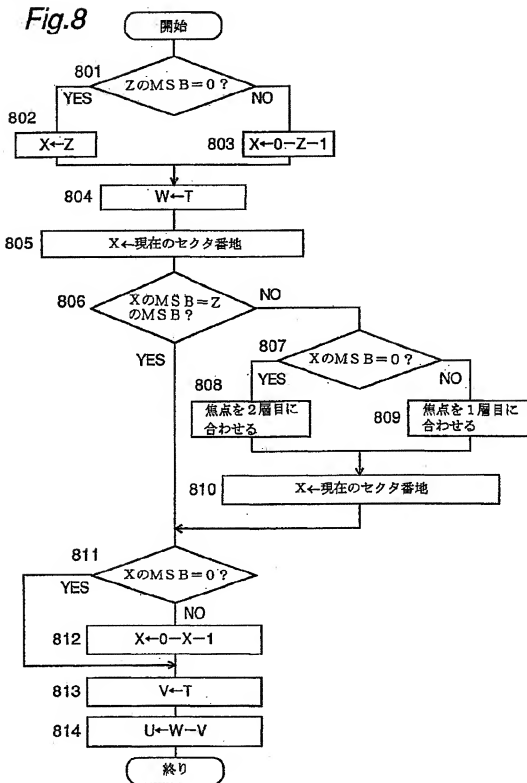 Fig.8
開始
801
ZのMSB=0?
YES
NO
802
X←Z
803
X←0−Z−1
804
W←T
805
X←現在のセクタ番地
806
XのMSB=Z
のMSB?
NO
YES
807
XのMSB=0?
YES
NO
808
焦点を2層目に
合わせる
809
焦点を1層目に
合わせる
810
X←現在のセクタ番地
811
XのMSB=0?
YES
NO
812
X←0−X−1
813
V←T
814
U←W−V
終り